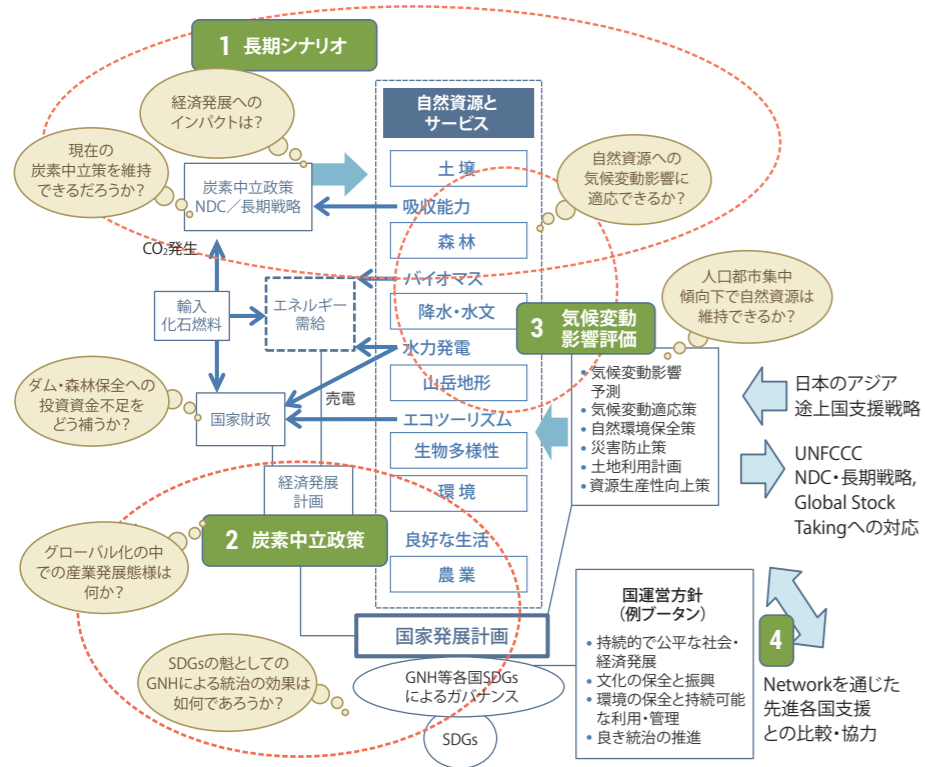 1 長期シナリオ
経済発展への
インパクトは？
現在の
炭素中立策を維持
できるだろうか？
炭素中立政策
NDC／長期戦略
CO₂発生
輸入
化石燃料
エネルギー
需給
ダム・森林保全への
投資資金不足を
どう補うか？
国家財政
売電
経済発展
計画
自然資源と
サービス
土壌
吸収能力
森林
バイオマス
降水・水文
水力発電
山岳地形
エコツーリズム
生物多様性
環境
良好な生活
農業
自然資源への
気候変動影響に
適応できるか？
人口都市集中
傾向下で自然資源は
維持できるか？
3 気候変動
影響評価
• 気候変動影響
予測
• 気候変動適応策
• 自然環境保全策
• 災害防止策
• 土地利用計画
• 資源生産性向上策
日本のアジア
途上国支援戦略
UNFCCC
NDC・長期戦略,
Global Stock
Takingへの対応
2 炭素中立政策
グローバル化の中
での産業発展態様は
何か？
SDGsの魁としての
GNHによる統治の効果は
如何であろうか？
国家発展計画
GNH等各国SDGs
によるガバナンス
SDGs
国運営方針
（例ブータン）
• 持続的で公平な社会・
経済発展
• 文化の保全と振興
• 環境の保全と持続可能
な利用・管理
• 良き統治の推進
4
Networkを通じた
先進各国支援
との比較・協力